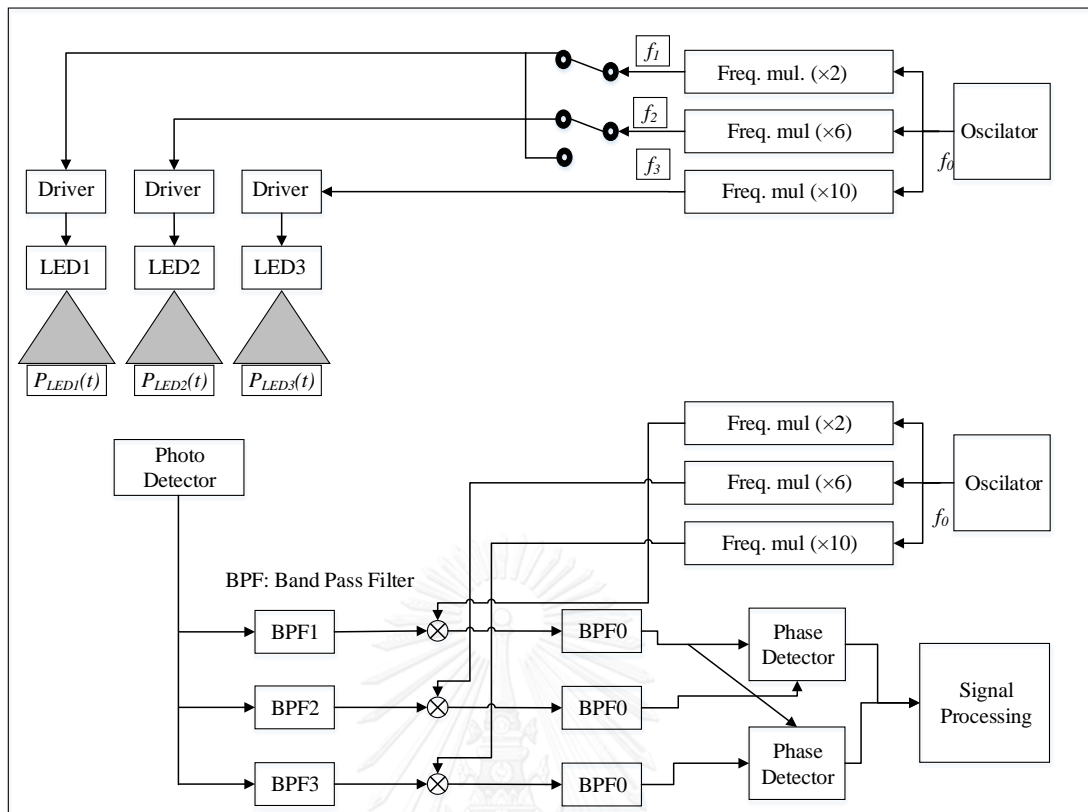 f1
Freq. mul. (×2)
f2
Freq. mul (×6)
Oscilator
f0
f3
Freq. mul (×10)
Driver
Driver
Driver
LED1
LED2
LED3
PLED1(t)
PLED2(t)
PLED3(t)
Photo
Detector
Freq. mul (×2)
Freq. mul (×6)
Oscilator
f0
Freq. mul (×10)
BPF: Band Pass Filter
BPF1
BPF0
Phase
Detector
BPF2
BPF0
Signal
Processing
BPF3
BPF0
Phase
Detector